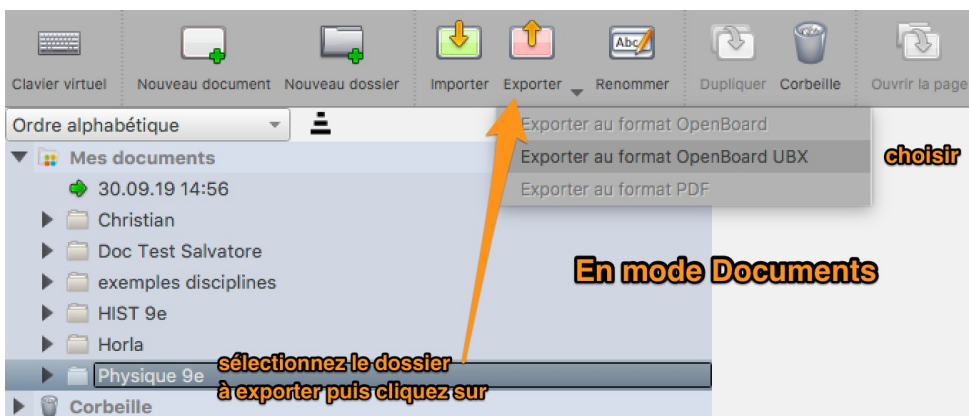 Clavier virtuel Nouveau document Nouveau dossier Importer Exporter Renommer Dupliquer Corbeille Ouvrir la page
Abc
Ordre alphabétique
Exporter au format OpenBoard
Mes documents
Exporter au format OpenBoard UBX
choisir
30.09.19 14:56
Exporter au format PDF
Christian
Doc Test Salvatore
En mode Documents
exemples disciplines
HIST 9e
Horla
sélectionnez le dossier
Physique 9e
à exporter puis cliquez sur
Corbeille